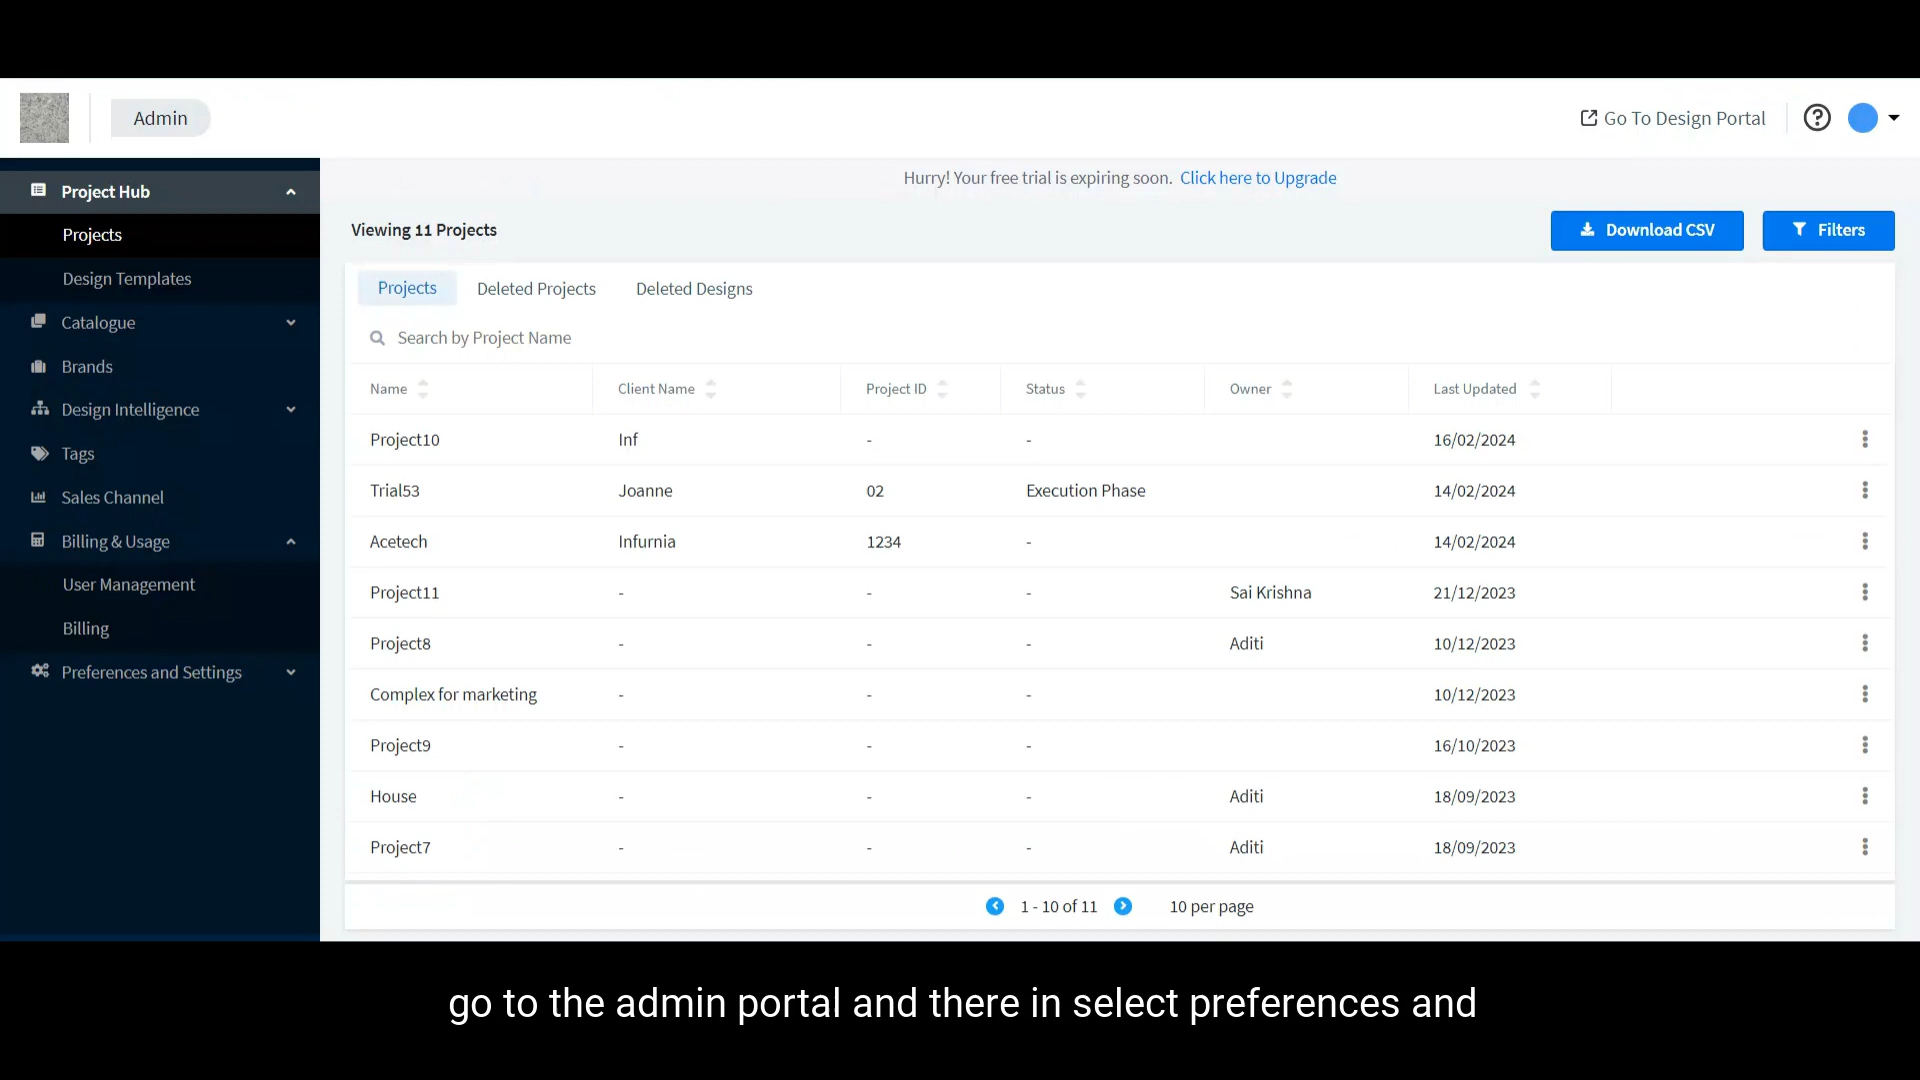 Admin
Go To Design Portal
Project Hub
Projects
Design Templates
Catalogue
Brands
Design Intelligence
Tags
Sales Channel
Billing & Usage
User Management
Billing
Preferences and Settings
Hurry! Your free trial is expiring soon. Click here to Upgrade
Viewing 11 Projects
Download CSV
Filters
Projects Deleted Projects Deleted Designs
Search by Project Name
Name Client Name Project ID Status Owner Last Updated
Project10 Inf - - 16/02/2024
Trial53 Joanne 02 Execution Phase 14/02/2024
Acetech Infurnia 1234 - 14/02/2024
Project11 - - - Sai Krishna 21/12/2023
Project8 - - - Aditi 10/12/2023
Complex for marketing - - - 10/12/2023
Project9 - - - 16/10/2023
House - - - Aditi 18/09/2023
Project7 - - - Aditi 18/09/2023
1 - 10 of 11 10 per page
go to the admin portal and there in select preferences and